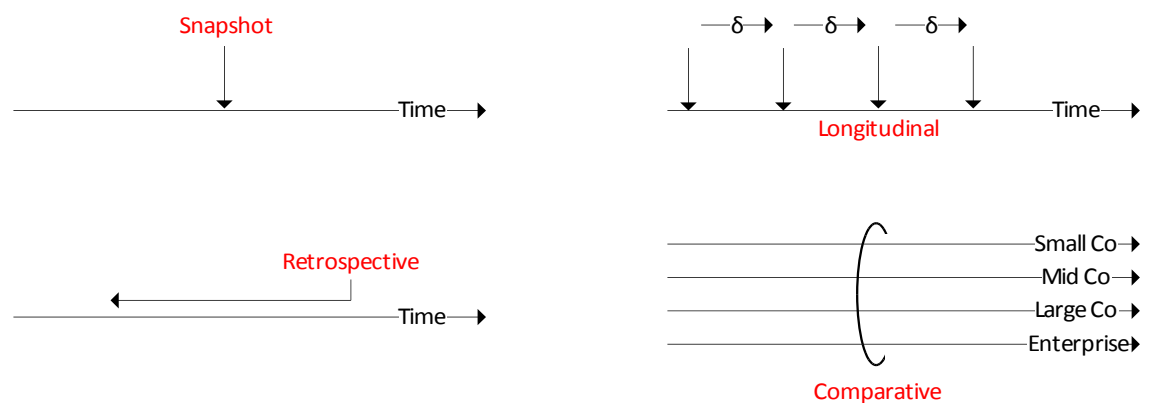 Snapshot
Time
δ δ δ
Time
Longitudinal
Retrospective
Time
Small Co
Mid Co
Large Co
Enterprise
Comparative